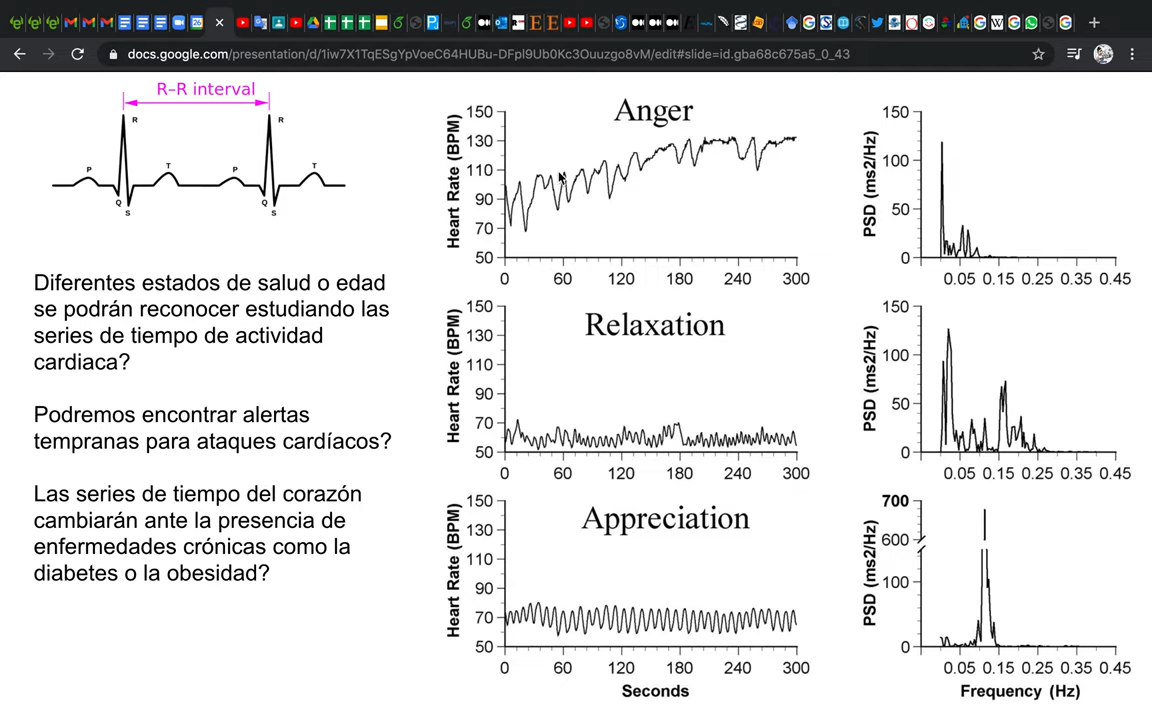 docs.google.com/presentation/d/1iw7X1TqESgYpVoeC64HUBu-DFpl9Ub0Kc3Ouuzgo8vM/edit#slide=id.gba68c675a5_0_43
R–R interval
R R
P T P T
Q Q
S S
Diferentes estados de salud o edad
se podrán reconocer estudiando las
series de tiempo de actividad
cardiaca?
Podremos encontrar alertas
tempranas para ataques cardíacos?
Las series de tiempo del corazón
cambiarán ante la presencia de
enfermedades crónicas como la
diabetes o la obesidad?
Anger
Heart Rate (BPM)
150
130
110
90
70
50
0 60 120 180 240 300
PSD (ms2/Hz)
150
100
50
0
0.05 0.15 0.25 0.35 0.45
Relaxation
Heart Rate (BPM)
150
130
110
90
70
50
0 60 120 180 240 300
PSD (ms2/Hz)
150
100
50
0
0.05 0.15 0.25 0.35 0.45
Appreciation
Heart Rate (BPM)
150
130
110
90
70
50
0 60 120 180 240 300
Seconds
PSD (ms2/Hz)
700
600
100
0
0.05 0.15 0.25 0.35 0.45
Frequency (Hz)